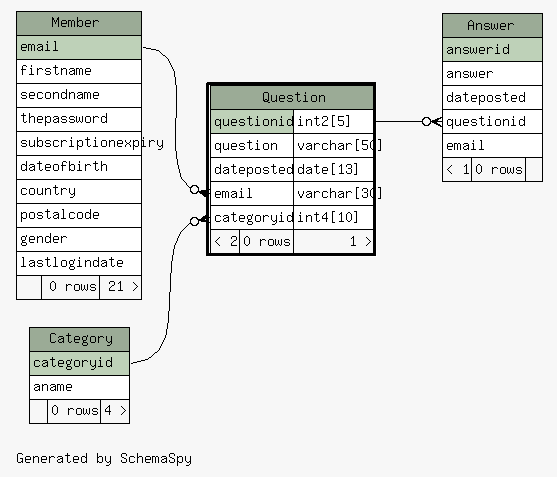 Member
email
firstname
secondname
thepassword
subscriptionexpiry
dateofbirth
country
postalcode
gender
lastlogindate
0 rows 21 >
Question
questionid int2[5]
question varchar[50]
dateposted date[13]
email varchar[30]
categoryid int4[10]
< 2 0 rows 1 >
Answer
answerid
answer
dateposted
questionid
email
< 1 0 rows
Category
categoryid
aname
0 rows 4 >
Generated by SchemaSpy